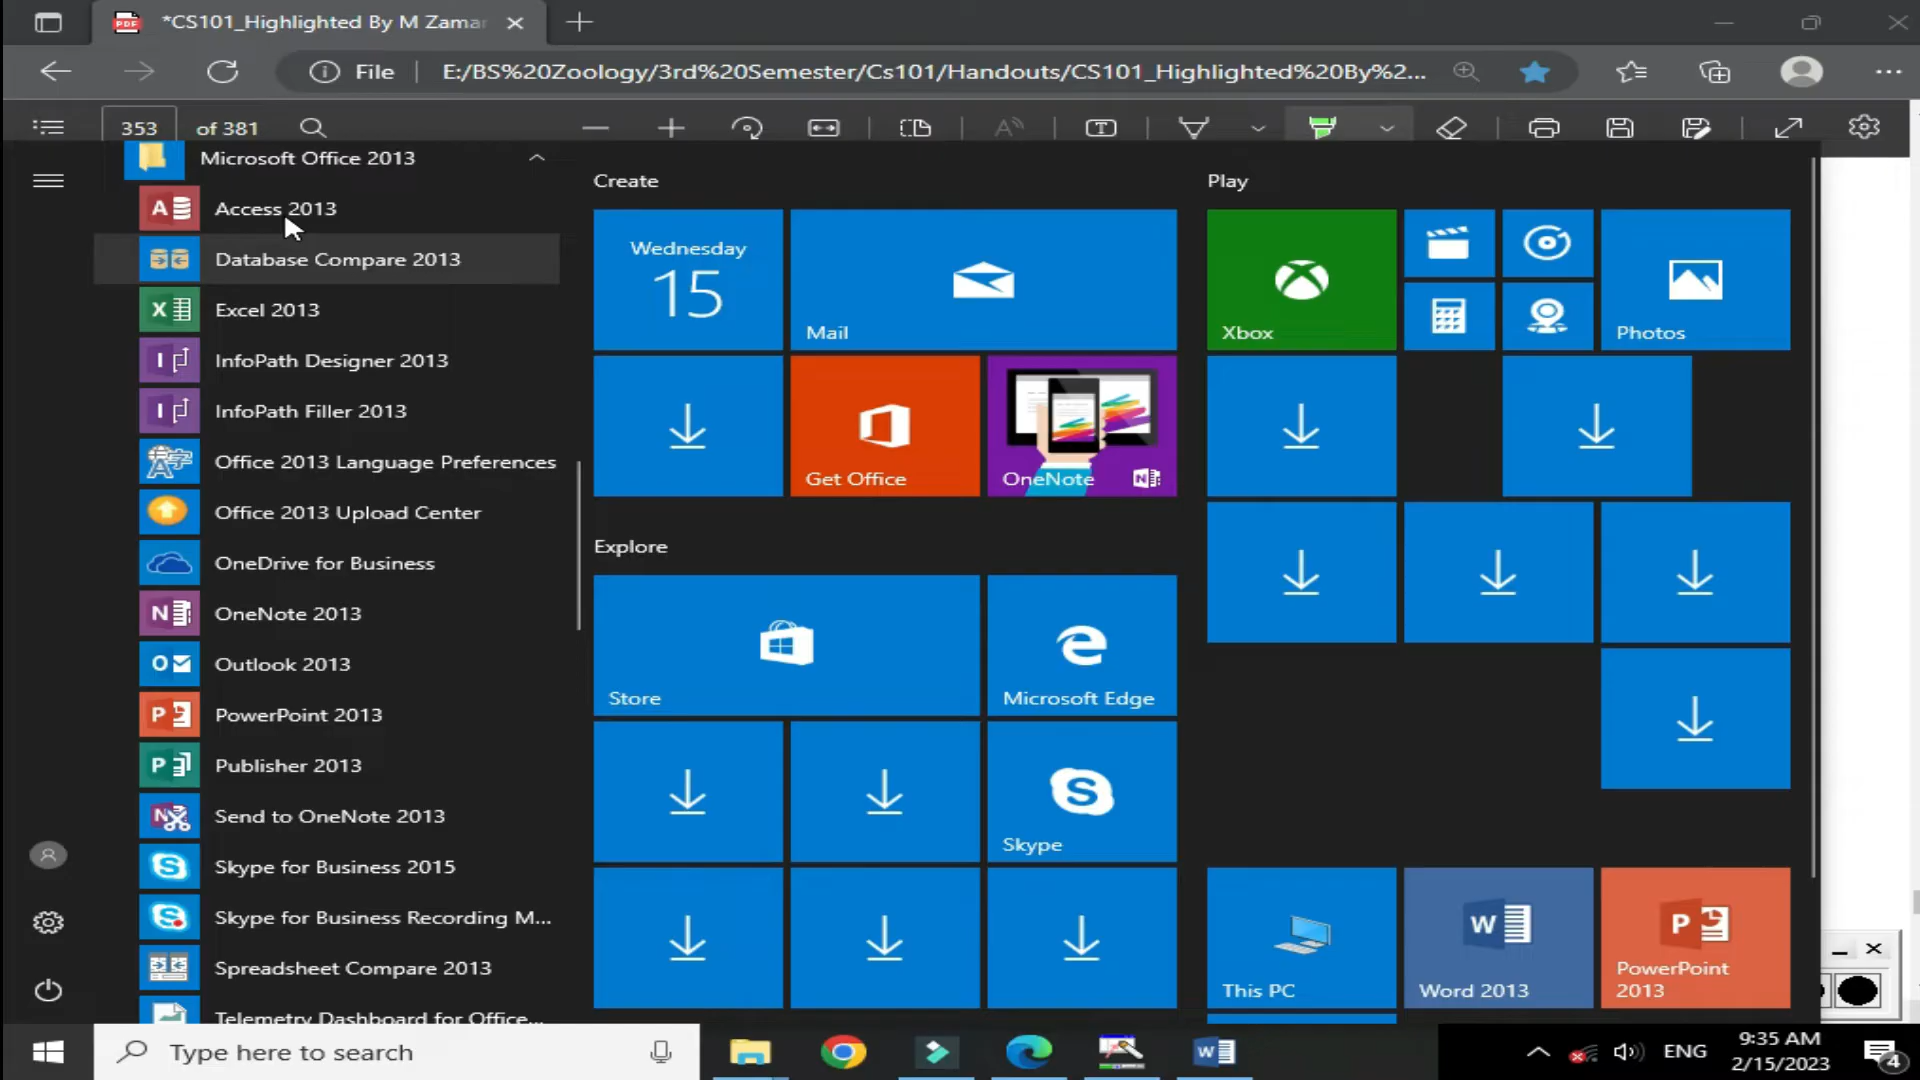 *CS101_Highlighted By M Zamar
File
E:/BS%20Zoology/3rd%20Semester/Cs101/Handouts/CS101_Highlighted%20By%2...
353 of 381
Microsoft Office 2013
Access 2013
Database Compare 2013
Excel 2013
InfoPath Designer 2013
InfoPath Filler 2013
Office 2013 Language Preferences
Office 2013 Upload Center
OneDrive for Business
OneNote 2013
Outlook 2013
PowerPoint 2013
Publisher 2013
Send to OneNote 2013
Skype for Business 2015
Skype for Business Recording M...
Spreadsheet Compare 2013
Telemetry Dashboard for Office...
Create
Wednesday
15
Mail
Get Office
OneNote
Explore
Store
Microsoft Edge
Skype
Play
Xbox
Photos
This PC
Word 2013
PowerPoint
2013
Type here to search
ENG
9:35 AM
2/15/2023
4